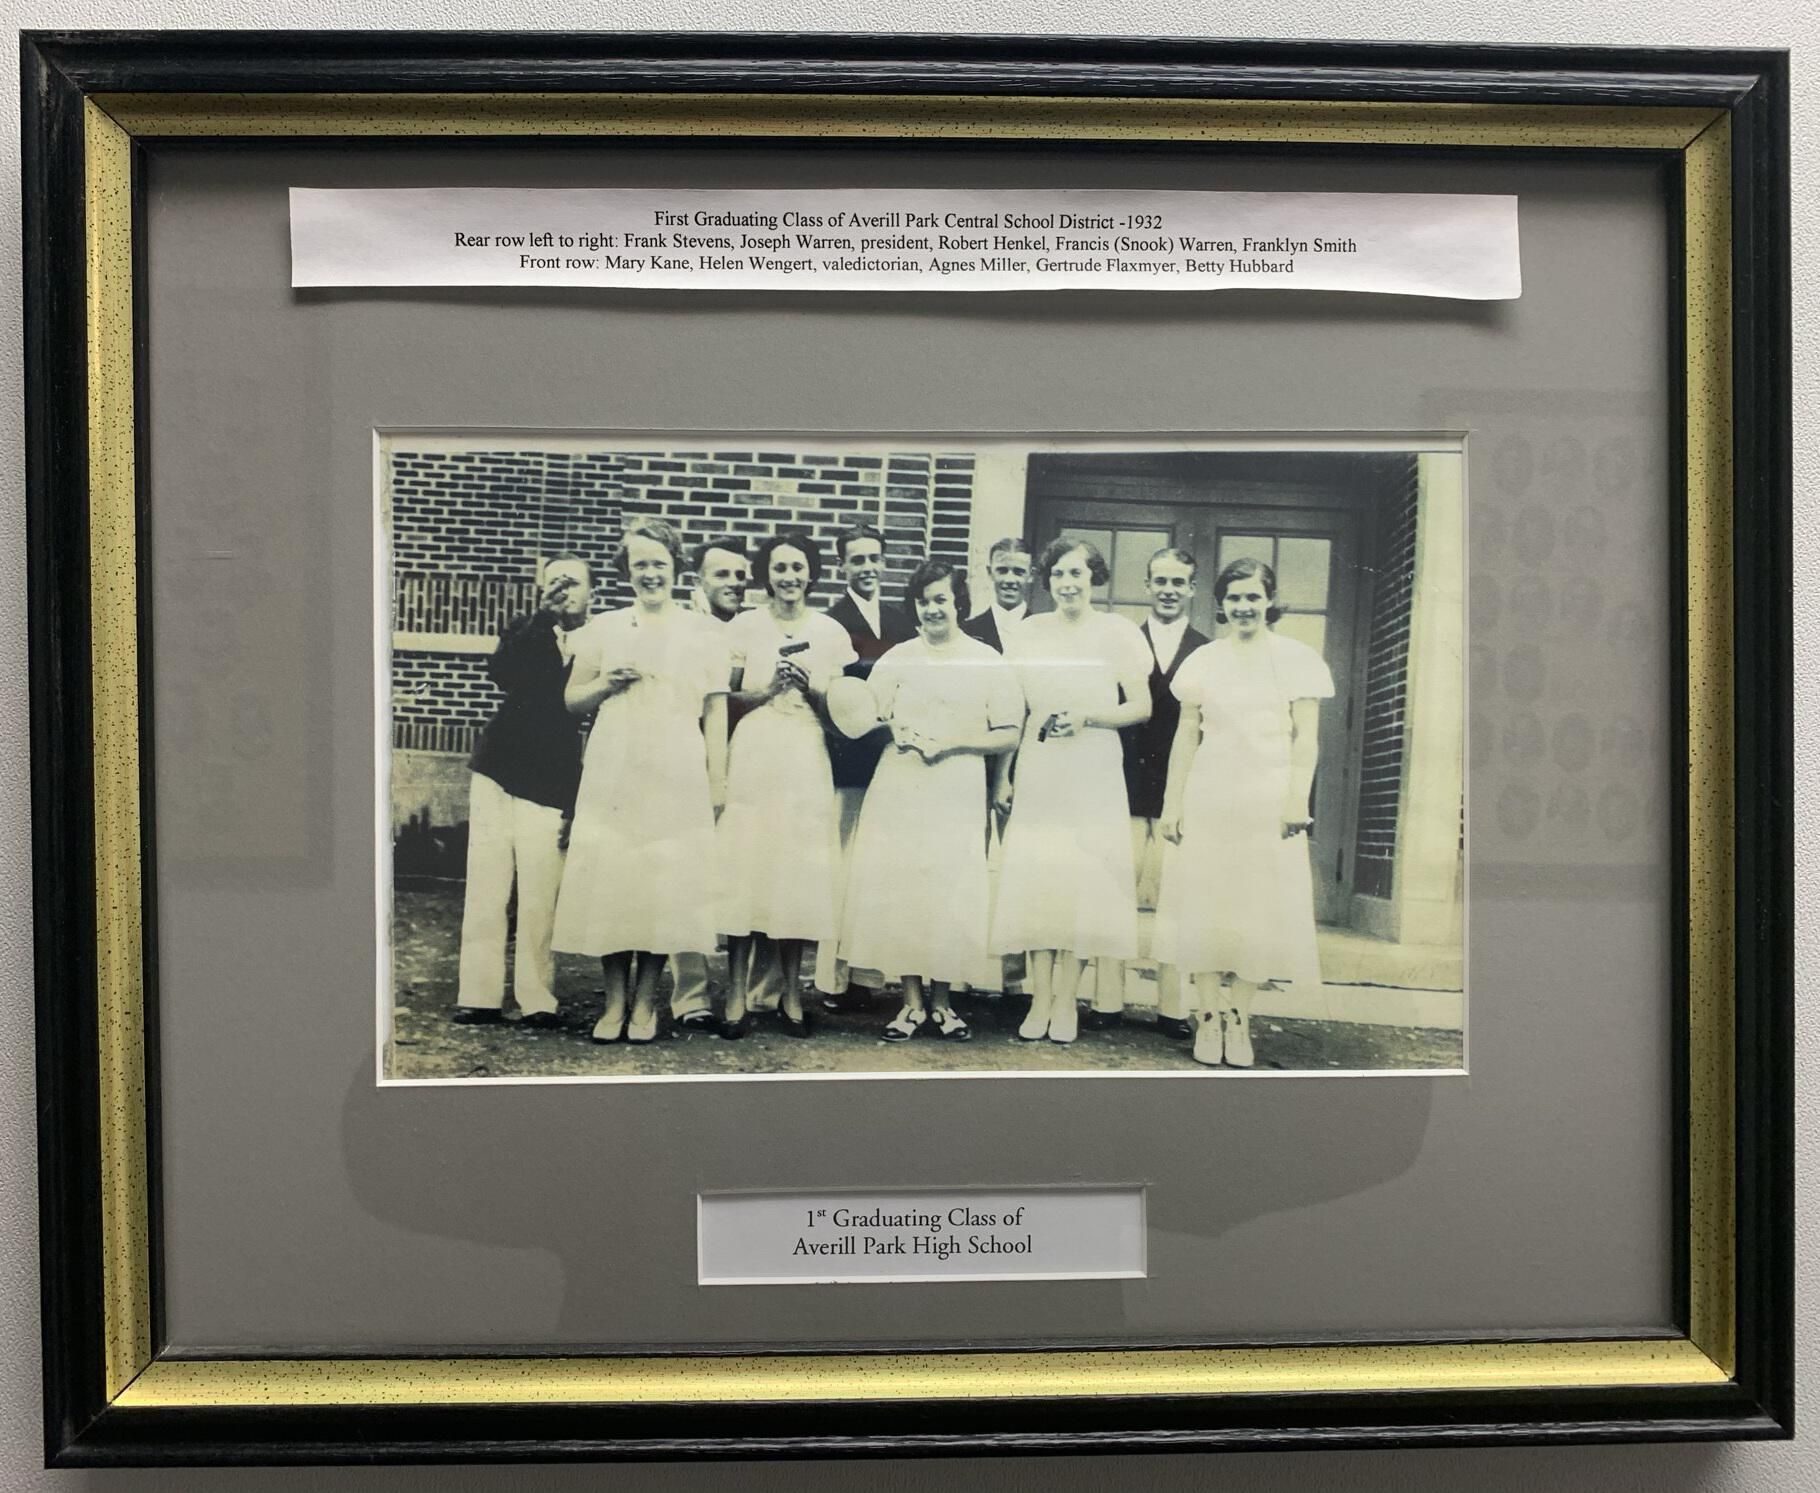 First Graduating Class of Averill Park Central School District -1932
Rear row left to right: Frank Stevens, Joseph Warren, president, Robert Henkel, Francis (Snook) Warren, Franklyn Smith
Front row: Mary Kane, Helen Wengert, valedictorian, Agnes Miller, Gertrude Flaxmyer, Betty Hubbard
1st Graduating Class of
Averill Park High School